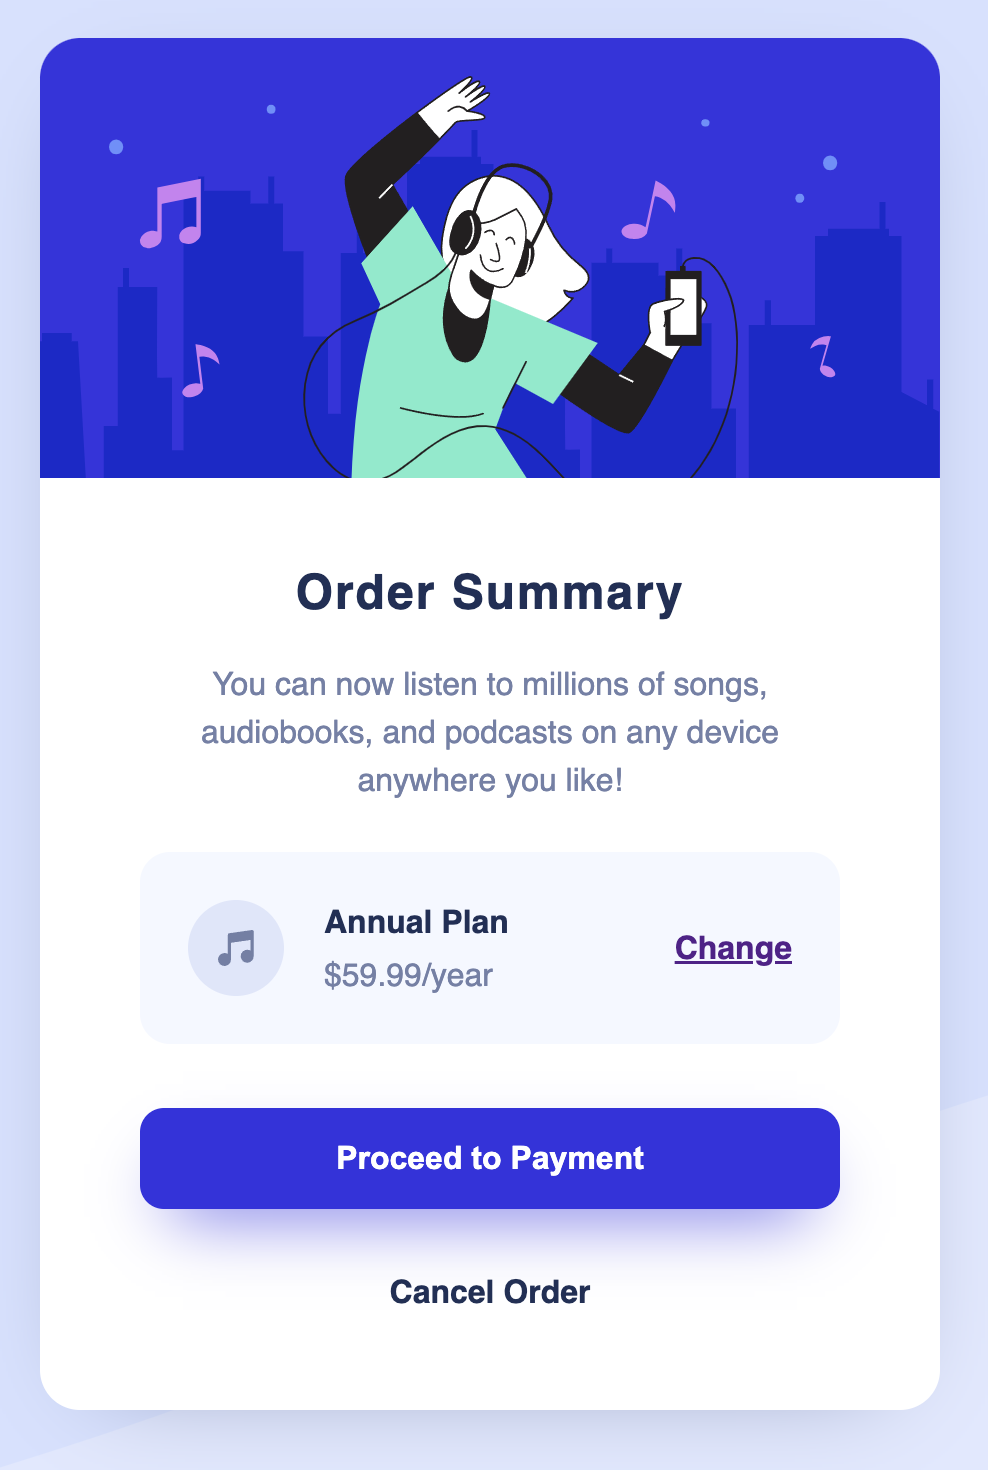 Order Summary
You can now listen to millions of songs,
audiobooks, and podcasts on any device
anywhere you like!
Annual Plan
$59.99/year
Change
Proceed to Payment
Cancel Order